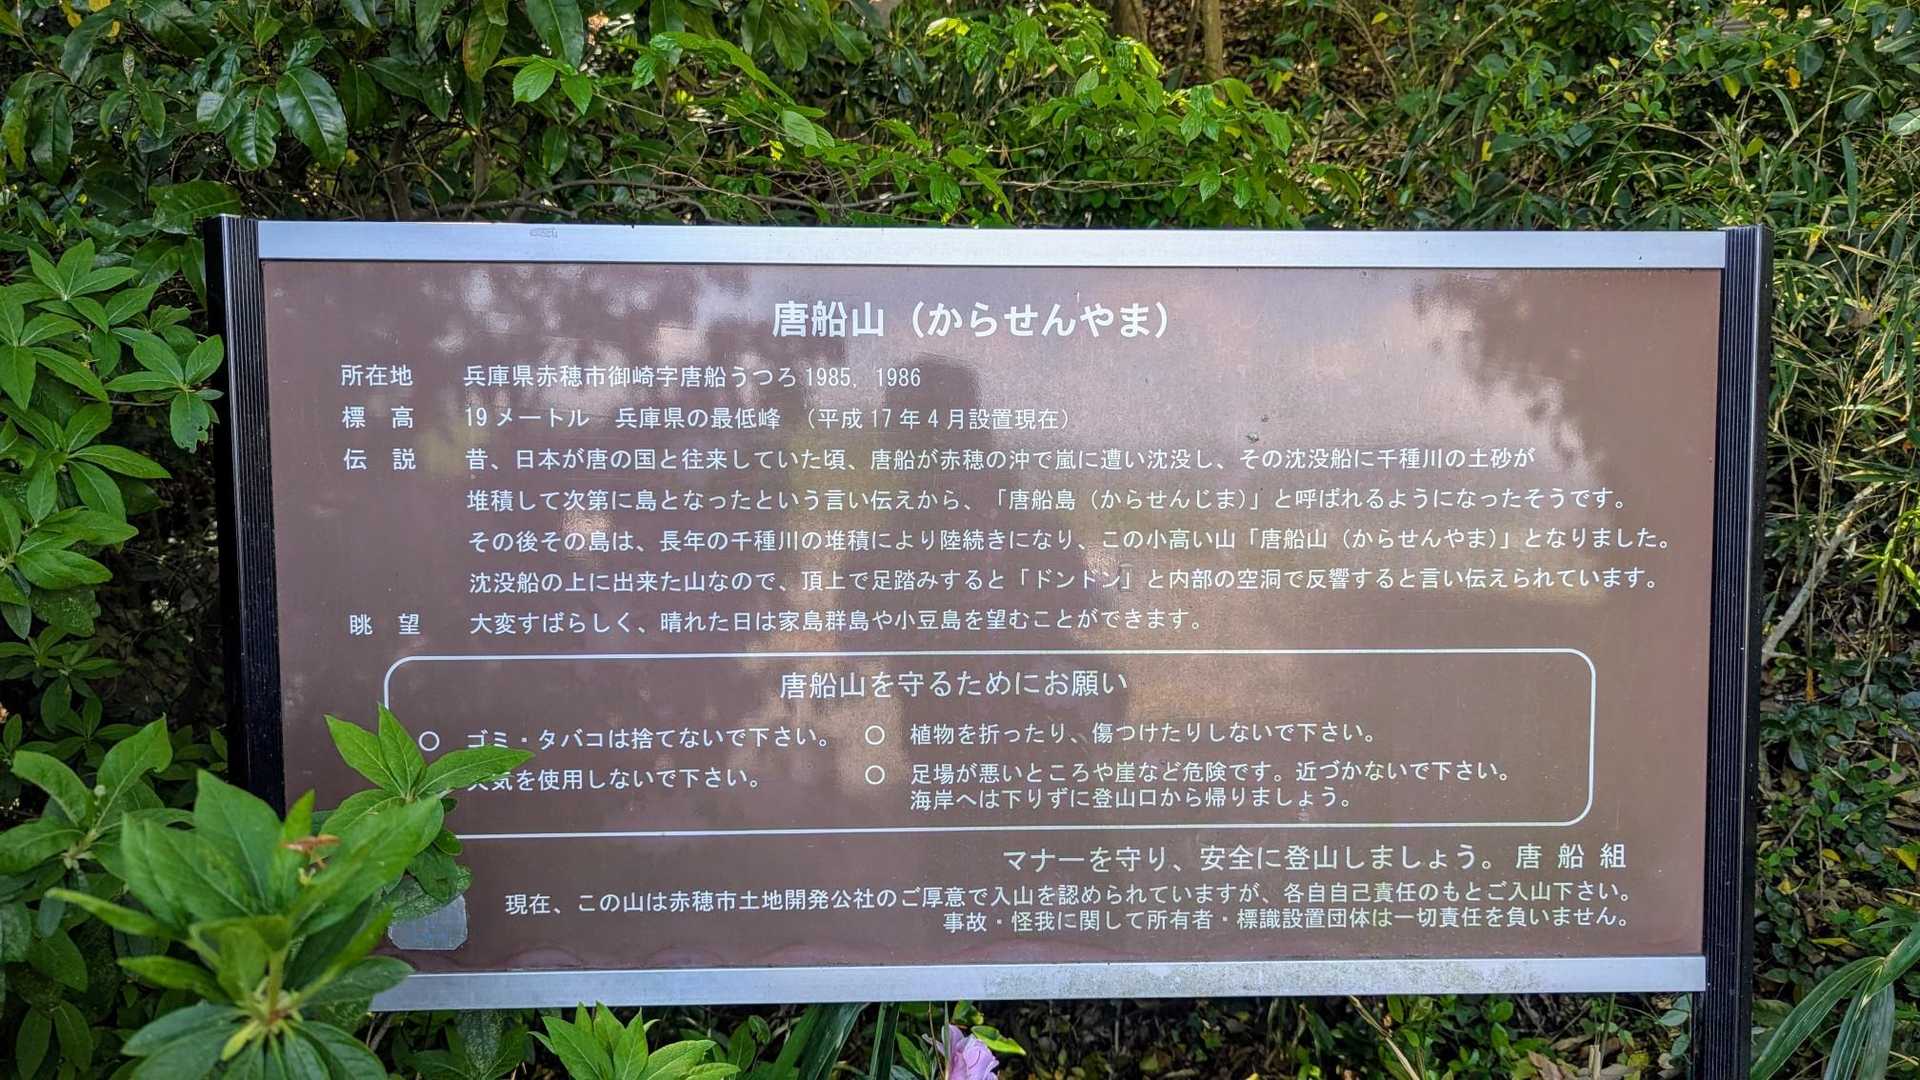 唐船山（からせんやま）
所在地 兵庫県赤穂市御崎字唐船うつろ1985，1986
標　高 19メートル　兵庫県の最低峰　（平成17年4月設置現在）
伝　説 昔、日本が唐の国と往来していた頃、唐船が赤穂の沖で嵐に遭い沈没し、その沈没船に千種川の土砂が
堆積して次第に島となったという言い伝えから、「唐船島（からせんじま）」と呼ばれるようになったそうです。
その後その島は、長年の千種川の堆積により陸続きになり、この小高い山「唐船山（からせんやま）」となりました。
沈没船の上に出来た山なので、頂上で足踏みすると「ドンドン」と内部の空洞で反響すると言い伝えられています。
眺　望 大変すばらしく、晴れた日は家島群島や小豆島を望むことができます。
唐船山を守るためにお願い
○ ゴミ・タバコは捨てないで下さい。
火気を使用しないで下さい。
○ 植物を折ったり、傷つけたりしないで下さい。
○ 足場が悪いところや崖など危険です。近づかないで下さい。
海岸へは下りずに登山口から帰りましょう。
マナーを守り、安全に登山しましょう。唐 船 組
現在、この山は赤穂市土地開発公社のご厚意で入山を認められていますが、各自自己責任のもとご入山下さい。
事故・怪我に関して所有者・標識設置団体は一切責任を負いません。